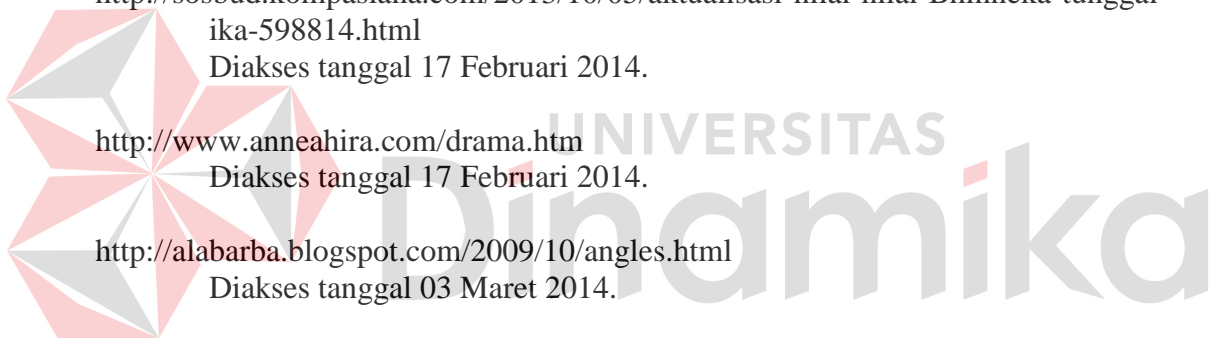 ika-598814.html
Diakses tanggal 17 Februari 2014.
http://www.anneahira.com/drama.htm
Diakses tanggal 17 Februari 2014.
http://alabarba.blogspot.com/2009/10/angles.html
Diakses tanggal 03 Maret 2014.
UNIVERSITAS
Dinamika